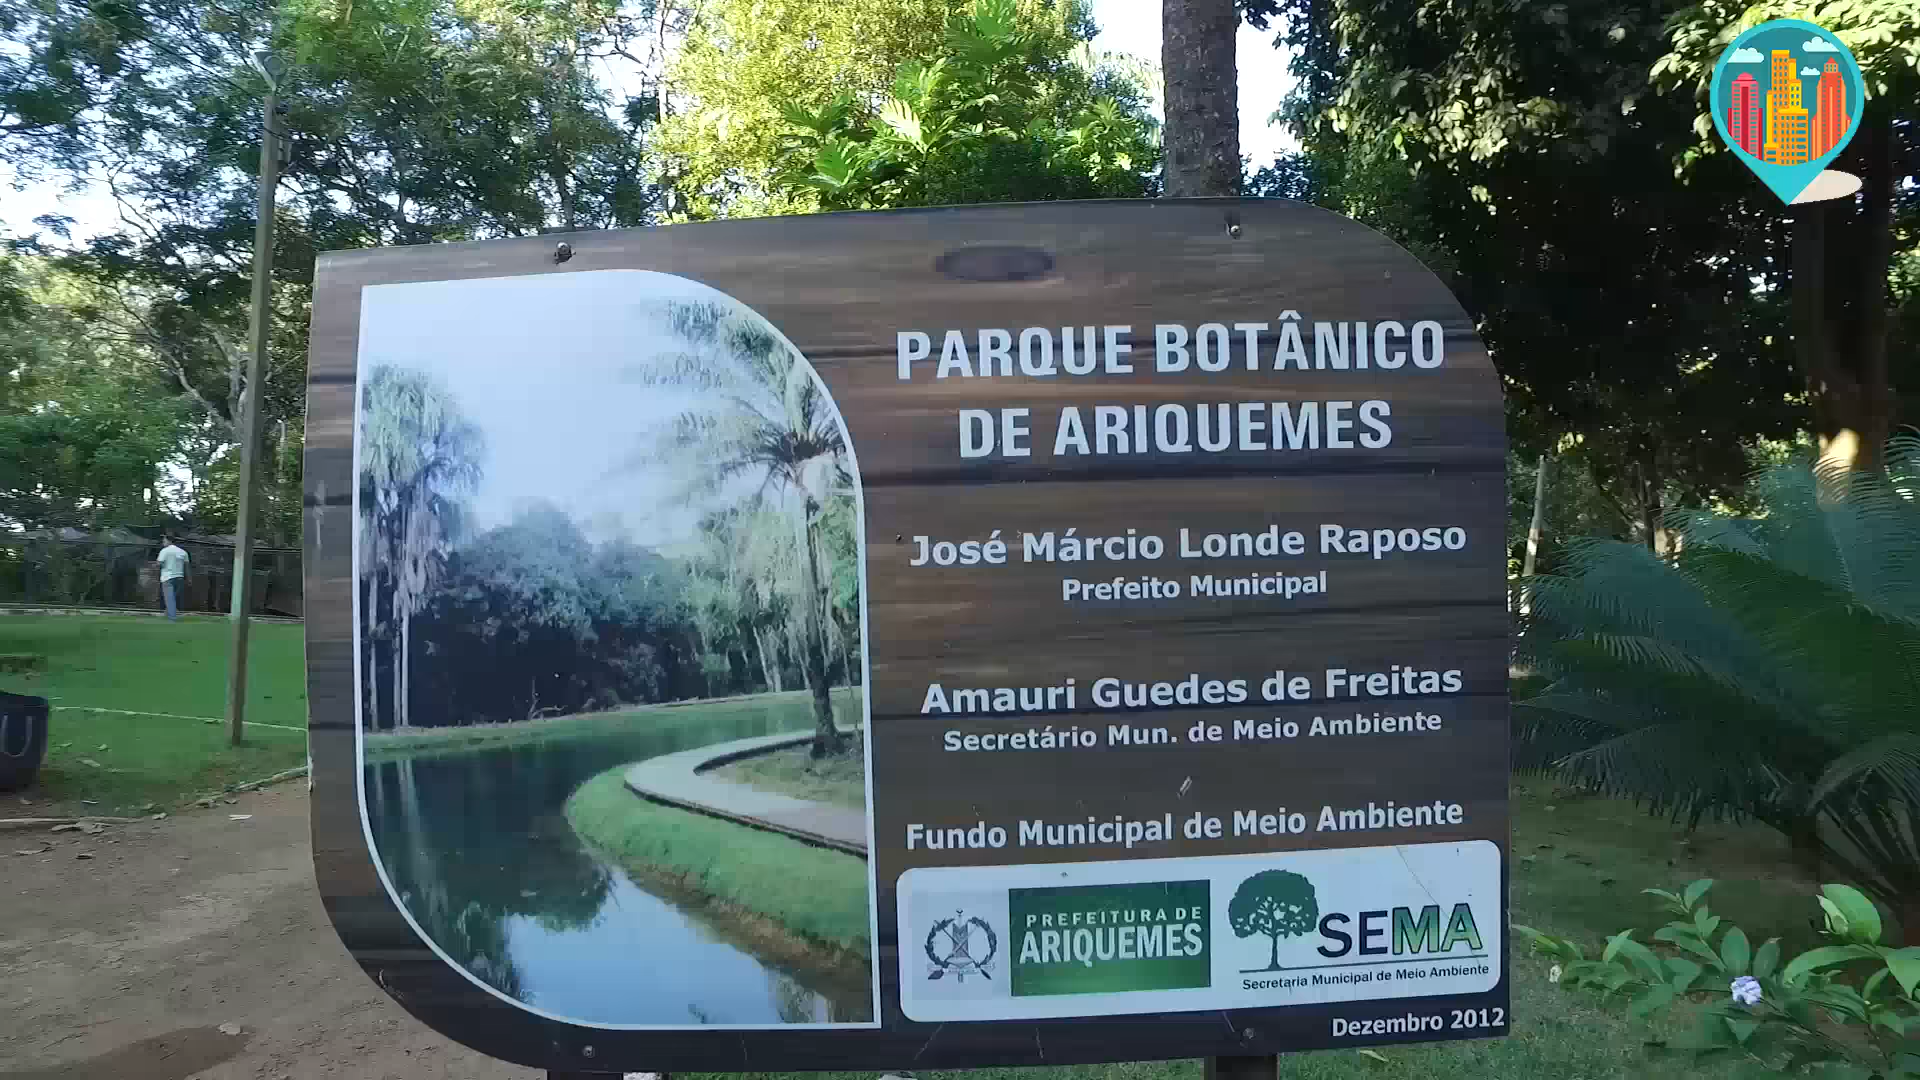 PARQUE BOTÂNICO
DE ARIQUEMES
José Márcio Londe Raposo
Prefeito Municipal
Amauri Guedes de Freitas
Secretário Mun. de Meio Ambiente
Fundo Municipal de Meio Ambiente
PREFEITURA DE
ARIQUEMES
SEMA
Secretaria Municipal de Meio Ambiente
Dezembro 2012